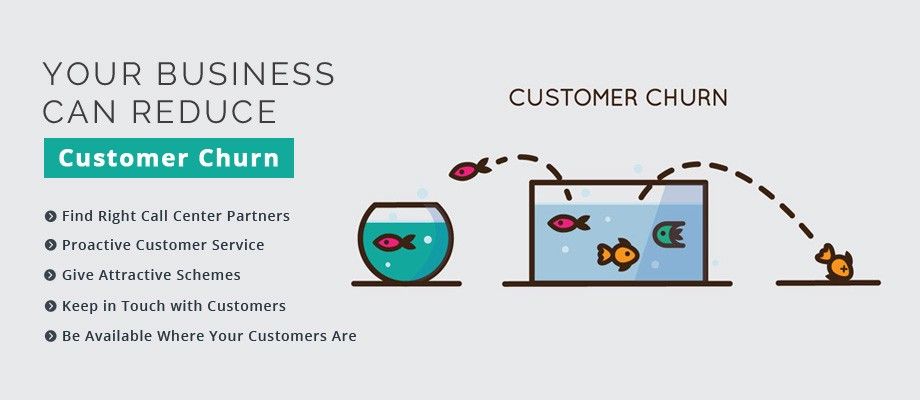 YOUR BUSINESS
CAN REDUCE
Customer Churn
Find Right Call Center Partners
Proactive Customer Service
Give Attractive Schemes
Keep in Touch with Customers
Be Available Where Your Customers Are
CUSTOMER CHURN